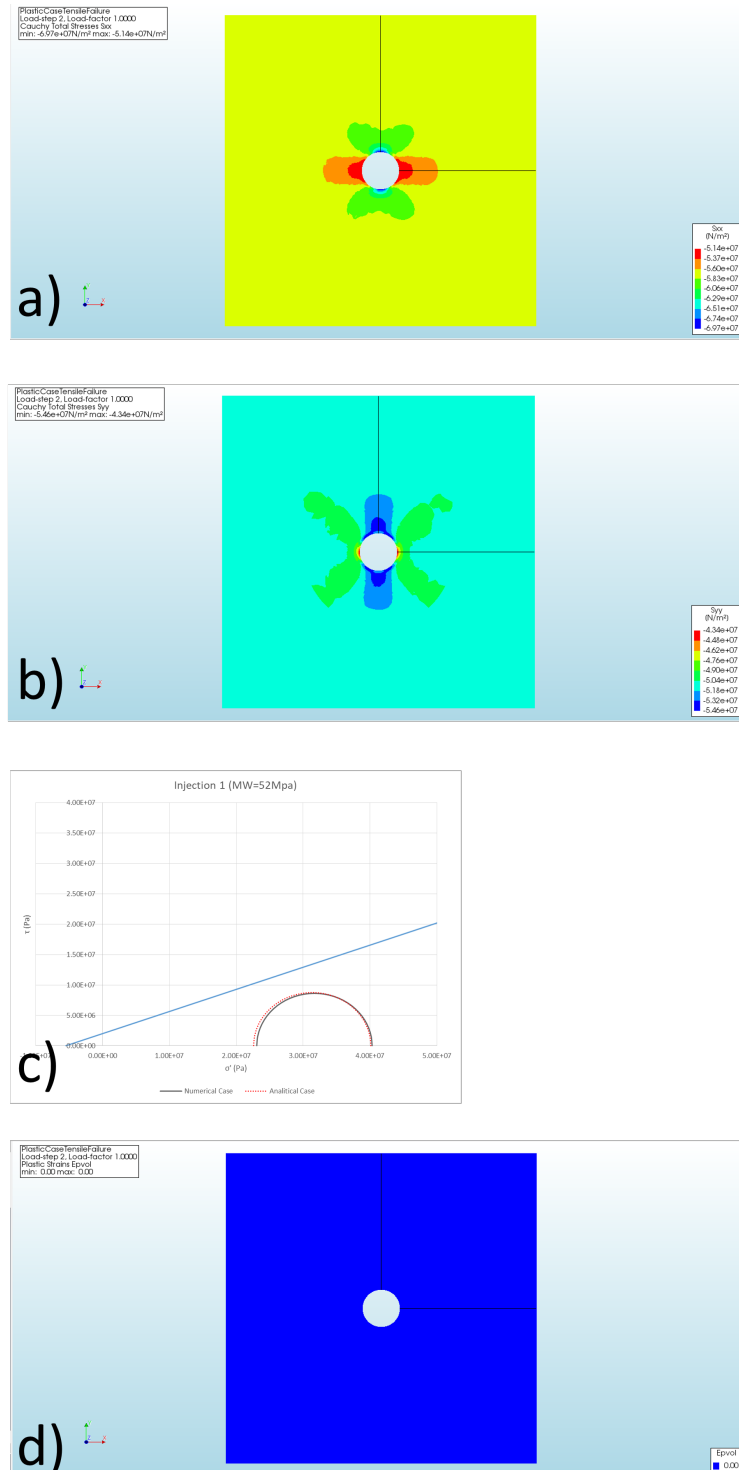 PlasticCaseTensileFailure
Load-step 2, Load-factor 1.0000
Cauchy Total Stresses Sxx
min: -6.97e+07N/m² max: -5.14e+07N/m²
Sxx
(N/m²)
-5.14e+07
-5.37e+07
-5.60e+07
-5.83e+07
-6.06e+07
-6.29e+07
-6.51e+07
-6.74e+07
-6.97e+07
a)
Y
Z
X
PlasticCaseTensileFailure
Load-step 2, Load-factor 1.0000
Cauchy Total Stresses Syy
min: -5.46e+07N/m² max: -4.34e+07N/m²
Syy
(N/m²)
-4.34e+07
-4.48e+07
-4.62e+07
-4.76e+07
-4.90e+07
-5.04e+07
-5.18e+07
-5.32e+07
-5.46e+07
b)
Z
X
Injection 1 (MW=52Mpa)
4.00E+07
3.50E+07
3.00E+07
2.50E+07
2.00E+07
1.50E+07
1.00E+07
5.00E+06
0.00E+00
τ (Pa)
0.00E+00 1.00E+07 2.00E+07 3.00E+07 4.00E+07 5.00E+07
σ' (Pa)
c)
Numerical Case Analitical Case
PlasticCaseTensileFailure
Load-step 2, Load-factor 1.0000
Plastic Strains Epvol
min: 0.00 max: 0.00
d)
Z
X
Epvol
0.00